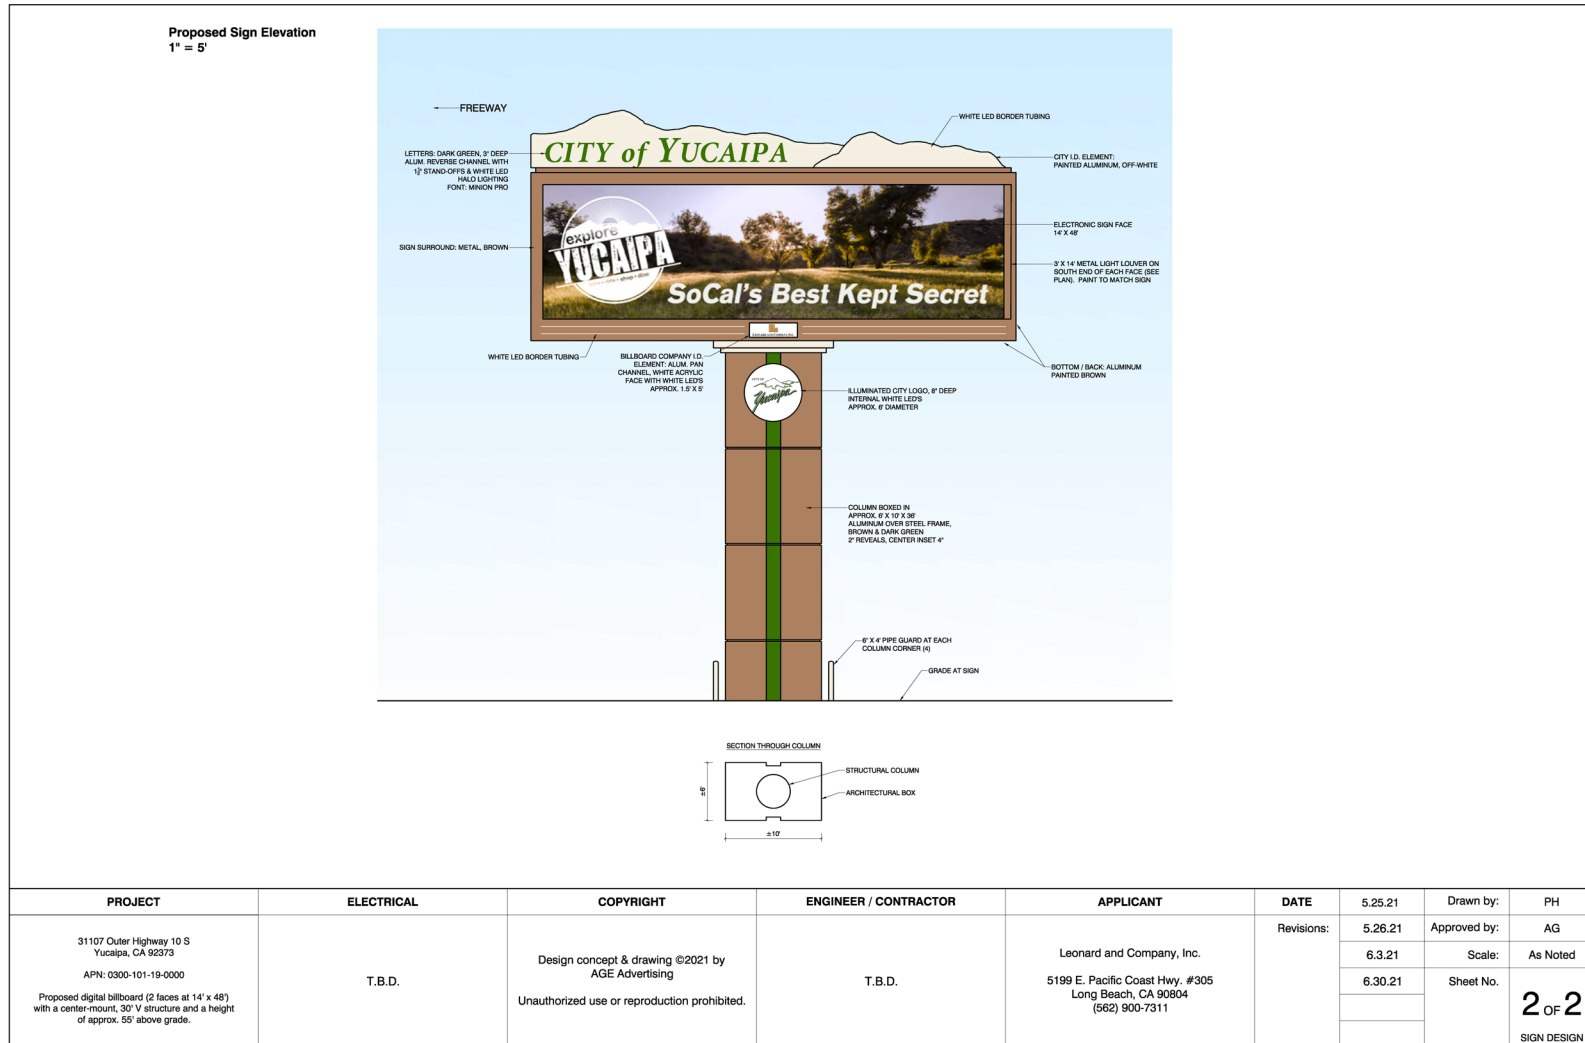 Proposed Sign Elevation
1" = 5'
FREEWAY
WHITE LED BORDER TUBING
LETTERS: DARK GREEN, 3" DEEP
ALUM. REVERSE CHANNEL WITH
1½" STAND-OFFS & WHITE LED
HALO LIGHTING
FONT: MINION PRO
CITY of YUCAIPA
CITY I.D. ELEMENT:
PAINTED ALUMINUM, OFF-WHITE
explore
YUCAIPA
SoCal's Best Kept Secret
ELECTRONIC SIGN FACE
14' X 48'
SIGN SURROUND: METAL, BROWN
3' X 14' METAL LIGHT LOUVER ON
SOUTH END OF EACH FACE (SEE
PLAN). PAINT TO MATCH SIGN
WHITE LED BORDER TUBING
BILLBOARD COMPANY I.D.
ELEMENT: ALUM. PAN
CHANNEL, WHITE ACRYLIC
FACE WITH WHITE LED'S
APPROX. 1.5' X 5'
BOTTOM / BACK: ALUMINUM
PAINTED BROWN
Yucaipa
ILLUMINATED CITY LOGO, 8" DEEP
INTERNAL WHITE LED'S
APPROX. 6' DIAMETER
COLUMN BOXED IN
APPROX. 6' X 10' X 36'
ALUMINUM OVER STEEL FRAME,
BROWN & DARK GREEN
2" REVEALS, CENTER INSET 4"
6" X 4' PIPE GUARD AT EACH
COLUMN CORNER (4)
GRADE AT SIGN
SECTION THROUGH COLUMN
STRUCTURAL COLUMN
ARCHITECTURAL BOX
±6'
±10'
PROJECT
31107 Outer Highway 10 S
Yucaipa, CA 92373
APN: 0300-101-19-0000
Proposed digital billboard (2 faces at 14' x 48')
with a center-mount, 30' V structure and a height
of approx. 55' above grade.
ELECTRICAL
T.B.D.
COPYRIGHT
Design concept & drawing ©2021 by
AGE Advertising
Unauthorized use or reproduction prohibited.
ENGINEER / CONTRACTOR
T.B.D.
APPLICANT
Leonard and Company, Inc.
5199 E. Pacific Coast Hwy. #305
Long Beach, CA 90804
(562) 900-7311
DATE 5.25.21
Revisions: 5.26.21
6.3.21
6.30.21
Drawn by: PH
Approved by: AG
Scale: As Noted
Sheet No.
2 OF 2
SIGN DESIGN